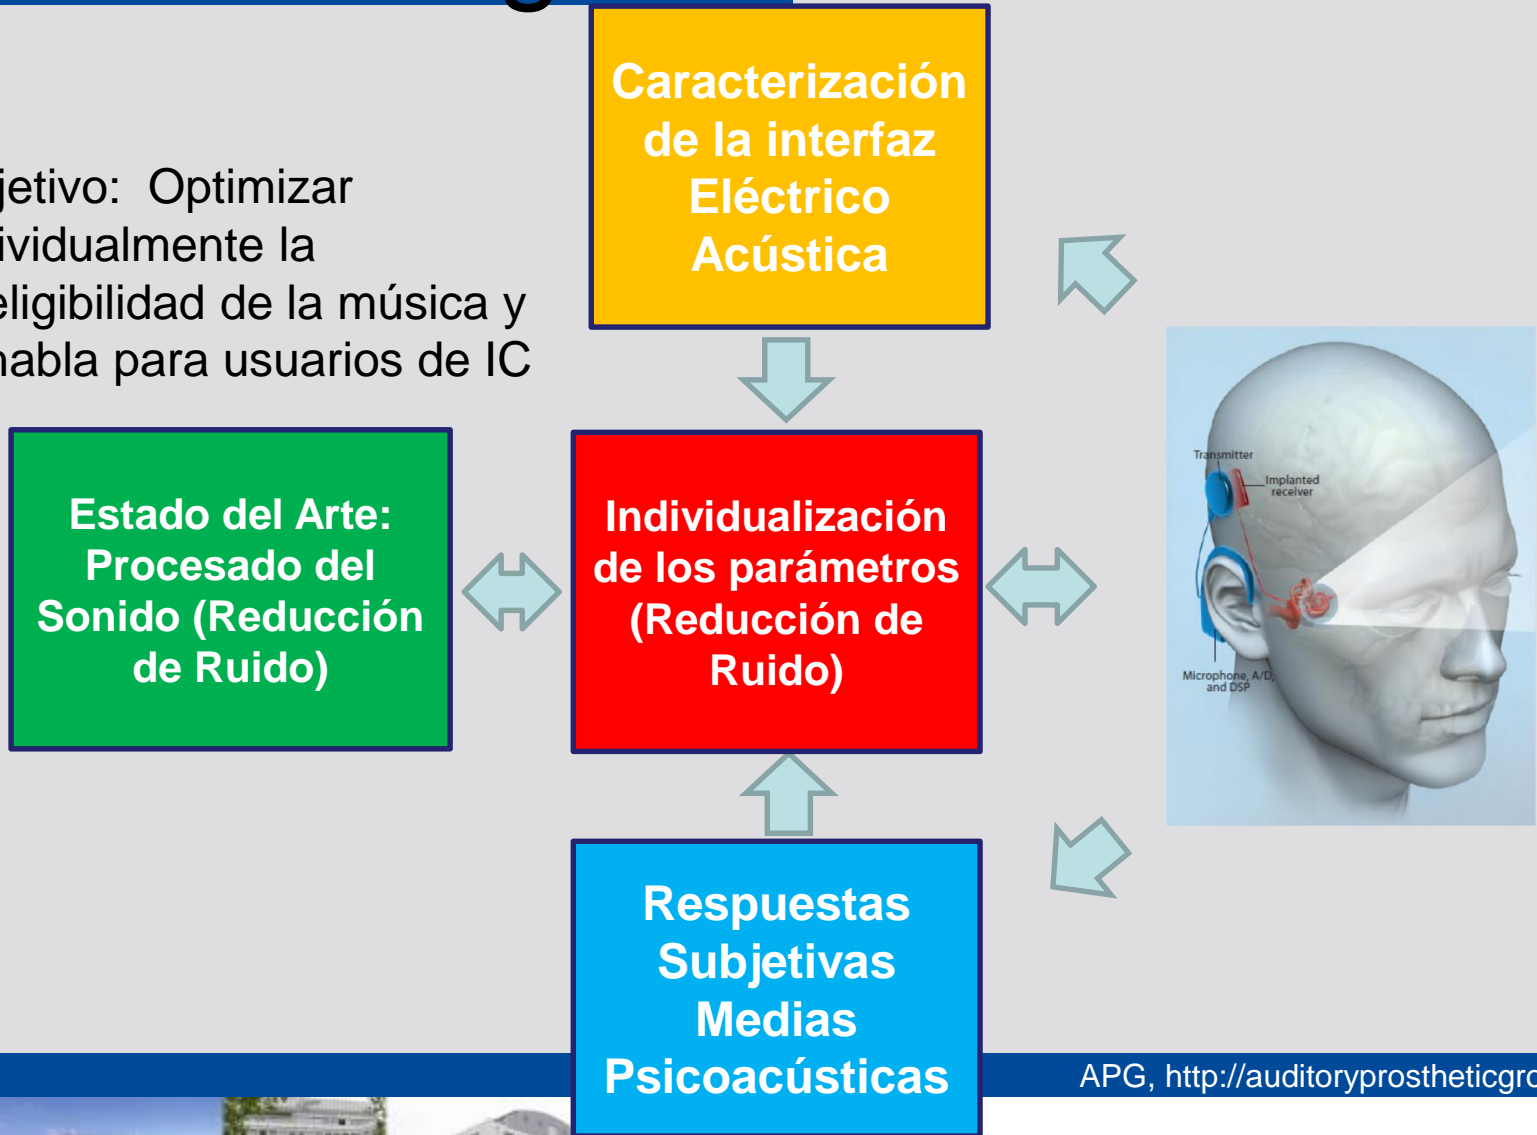 Caracterización
de la interfaz
Eléctrico
Acústica
jetivo: Optimizar
ividualmente la
eligibilidad de la música y
habla para usuarios de IC
Estado del Arte:
Procesado del
Sonido (Reducción
de Ruido)
Individualización
de los parámetros
(Reducción de
Ruido)
Transmitter
Implanted
receiver
Microphone, A/D,
and DSP
Respuestas
Subjetivas
Medias
Psicoacústicas
APG, http://auditoryprostheticgro